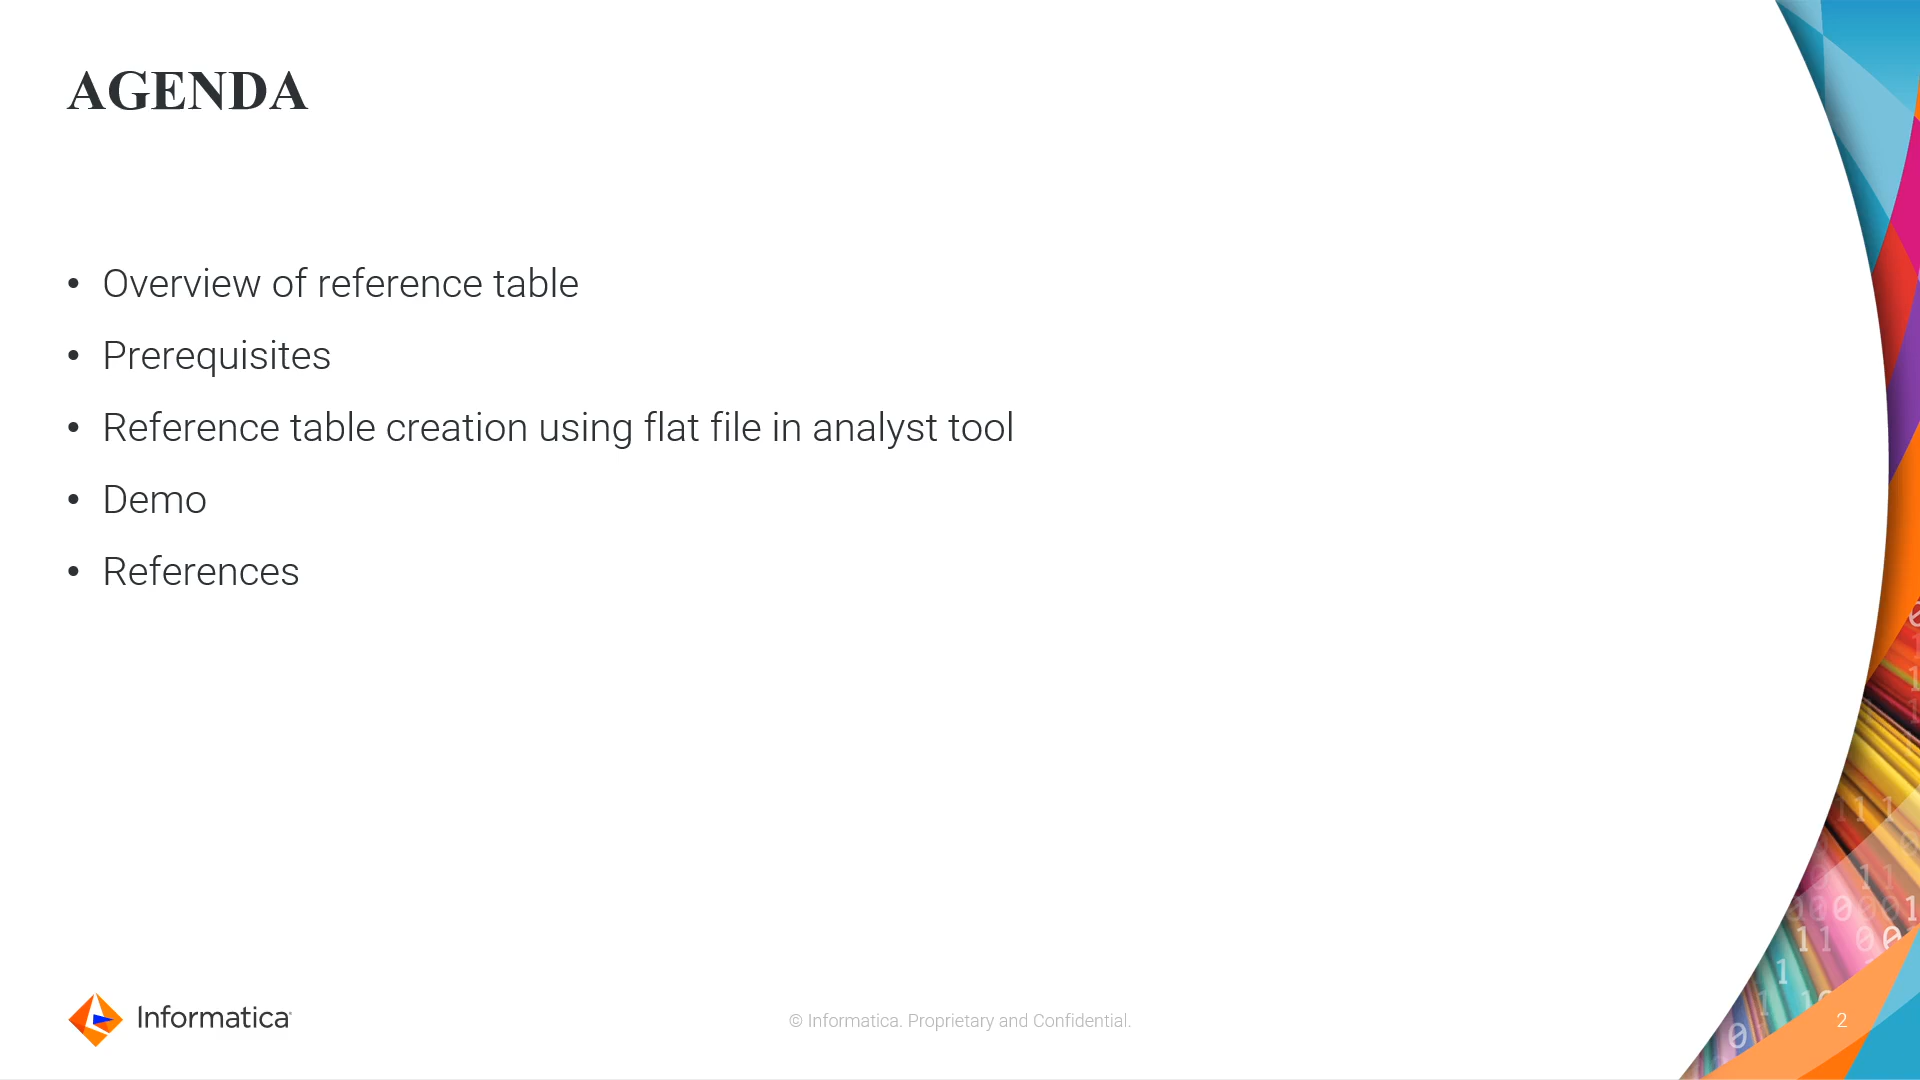 AGENDA
• Overview of reference table
• Prerequisites
• Reference table creation using flat file in analyst tool
• Demo
• References
Informatica
© Informatica. Proprietary and Confidential.
2